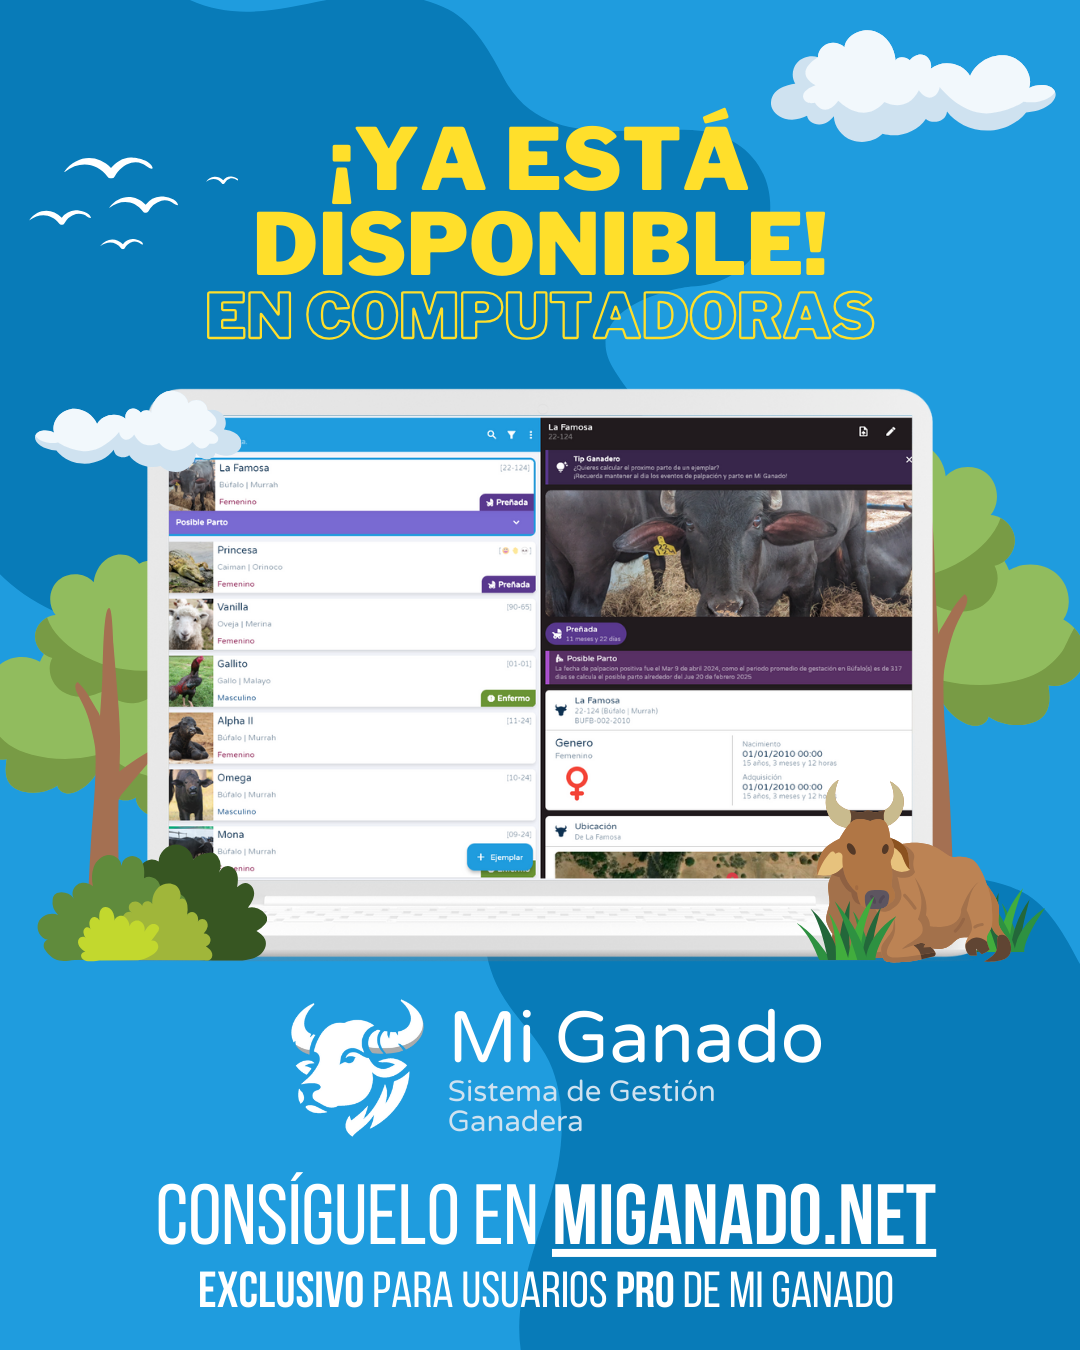 ¡YA ESTÁ
DISPONIBLE!
EN COMPUTADORAS
La Famosa
[22-124]
Búfalo | Murrah
Femenino
Preñada
Posible Parto
Princesa
Caiman | Orinoco
Femenino
Preñada
Vanilla
[90-65]
Oveja | Merina
Femenino
Gallito
[01-01]
Gallo | Malayo
Masculino
Enfermo
Alpha II
[11-24]
Búfalo | Murrah
Femenino
Omega
[10-24]
Búfalo | Murrah
Masculino
Mona
[09-24]
Búfalo | Murrah
+ Ejemplar
La Famosa
22-124
Tip Ganadero
¿Quieres calcular el proximo parto de un ejemplar?
¡Recuerda mantener al dia los eventos de palpación y parto en Mi Ganado!
Preñada
11 meses y 22 dias
Posible Parto
La fecha de palpacion positiva fue el Mar 9 de abril 2024, como el periodo promedio de gestación en Búfalo(s) es de 317
dias se calcula el posible parto alrededor del Jue 20 de febrero 2025
La Famosa
22-124 (Búfalo | Murrah)
BUFB-002-2010
Genero
Femenino
Nacimiento
01/01/2010 00:00
15 años, 3 meses y 12 horas
Adquisición
01/01/2010 00:00
15 años, 3 meses y 12
Ubicación
De La Famosa
Mi Ganado
Sistema de Gestión
Ganadera
CONSÍGUELO EN MIGANADO.NET
EXCLUSIVO PARA USUARIOS PRO DE MI GANADO